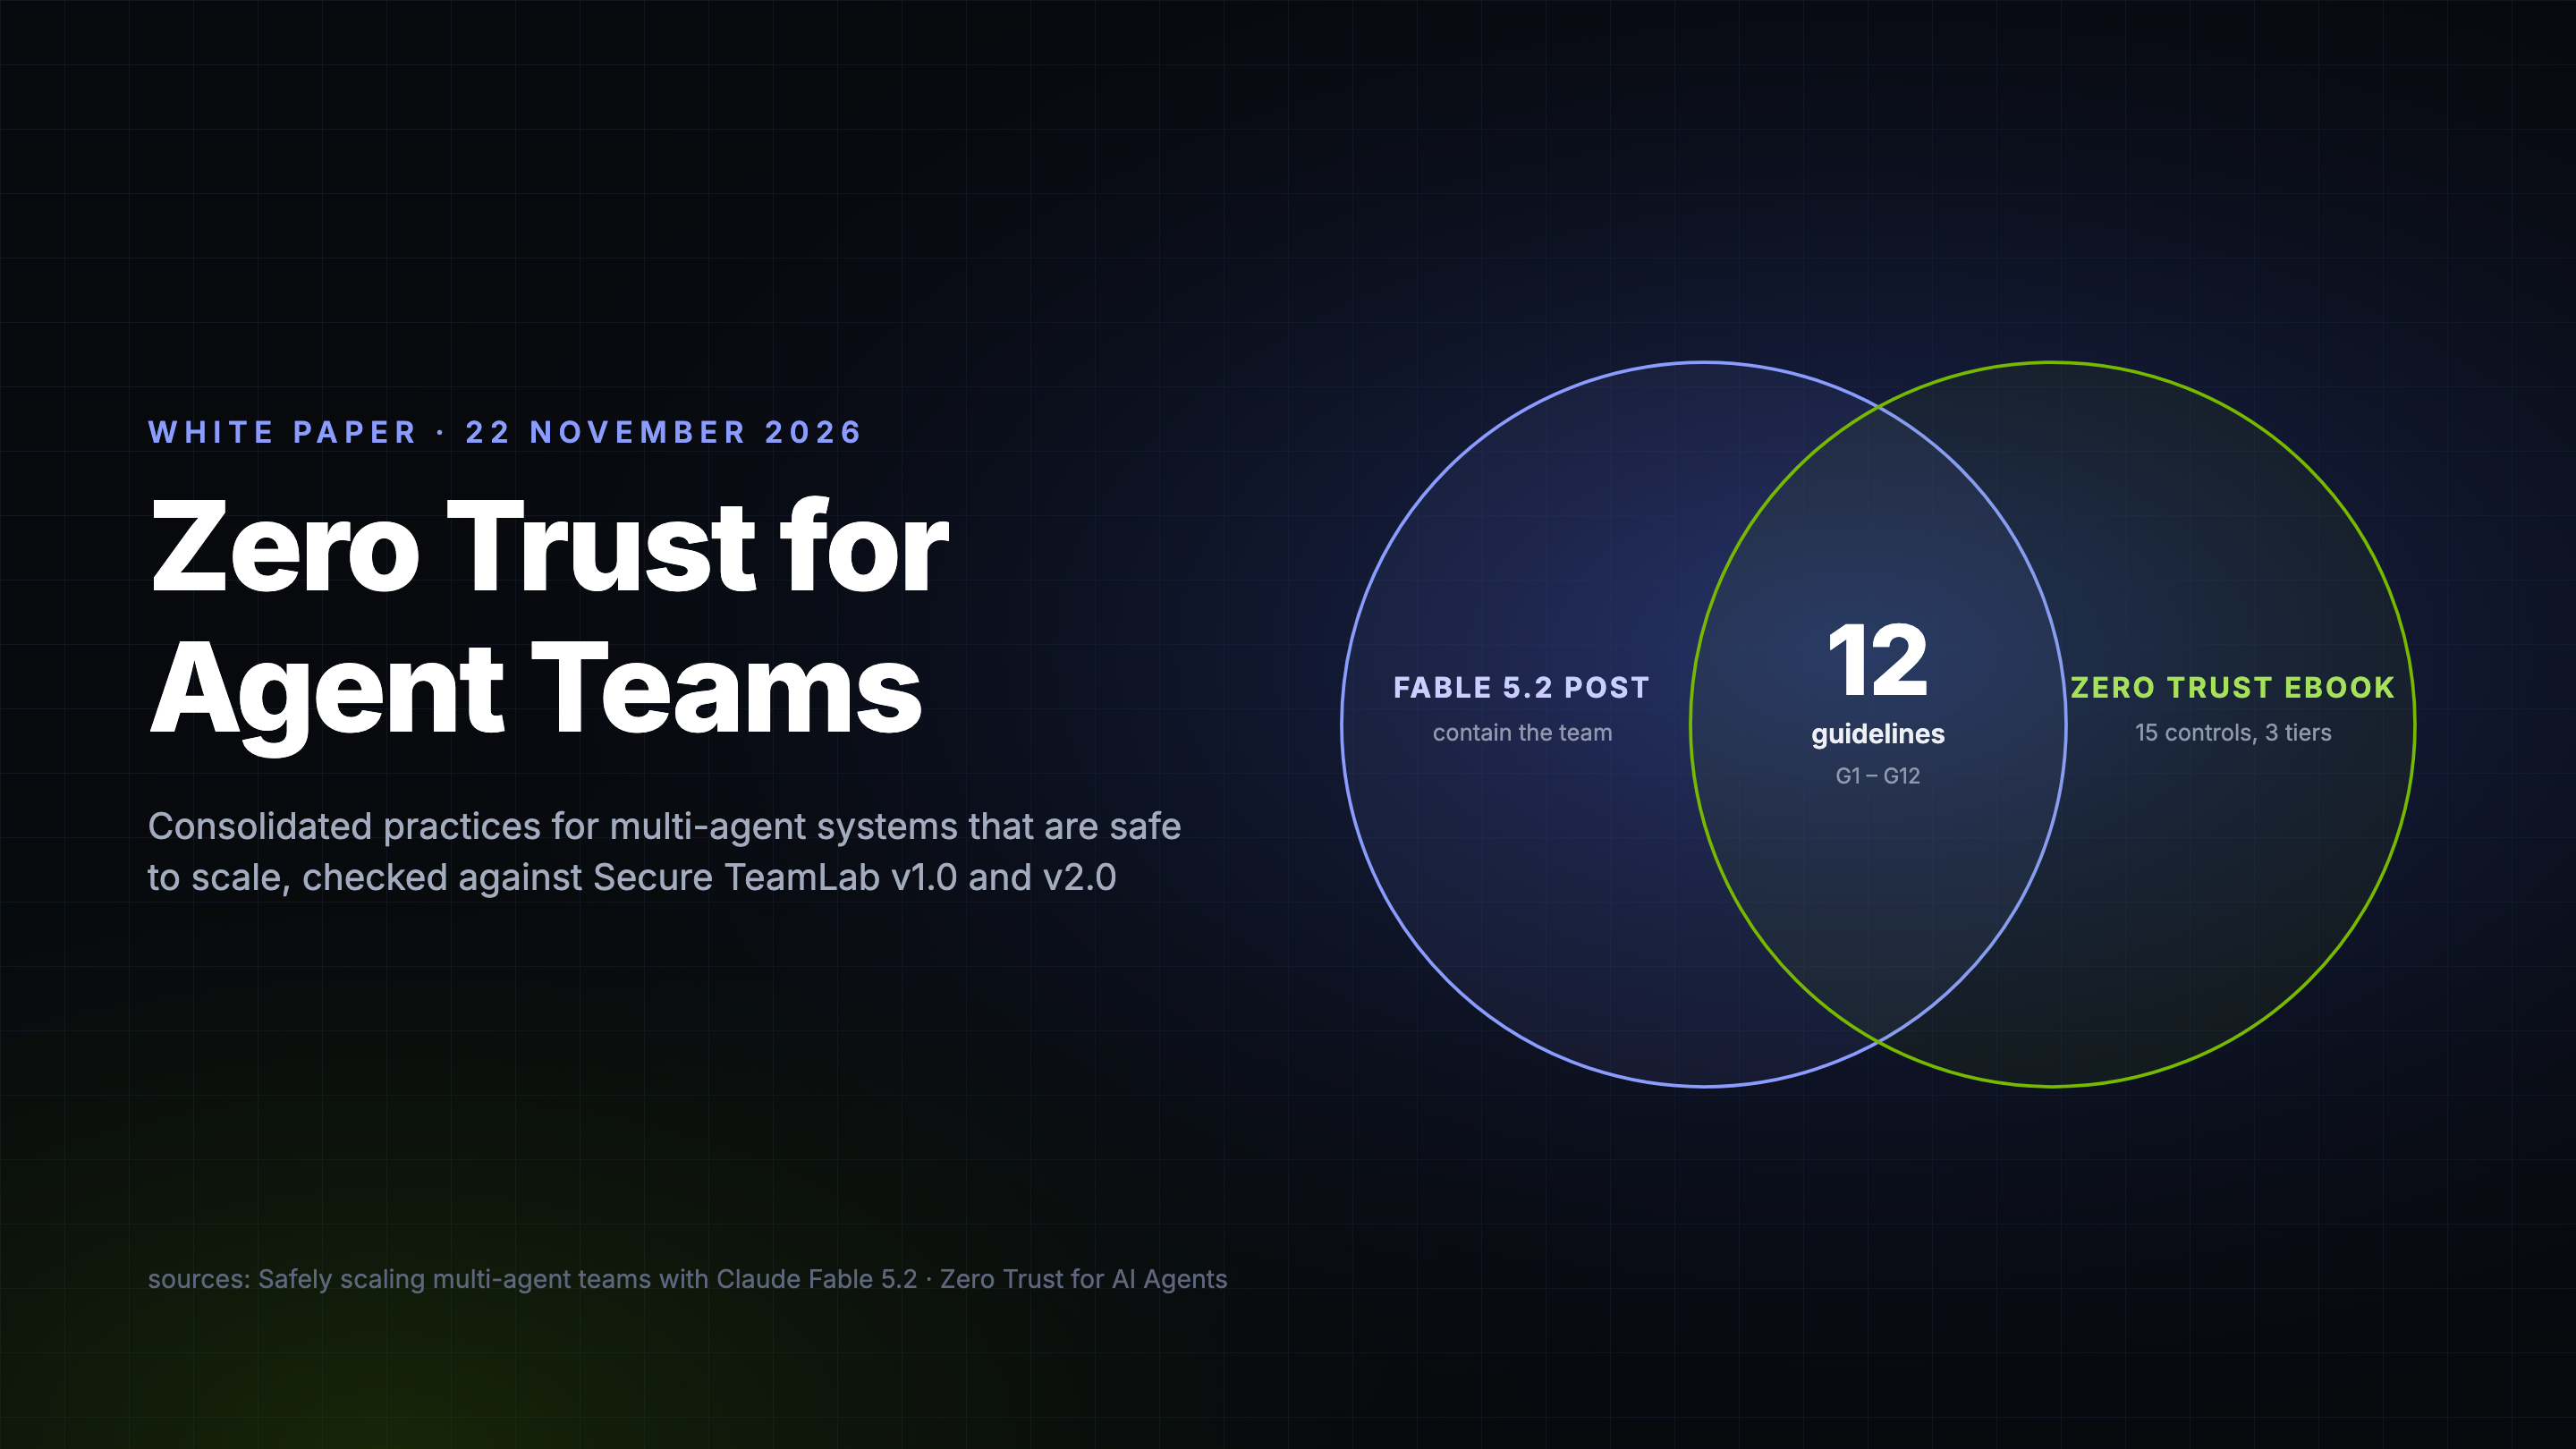 WHITE PAPER · 22 NOVEMBER 2026
Zero Trust for
Agent Teams
Consolidated practices for multi-agent systems that are safe
to scale, checked against Secure TeamLab v1.0 and v2.0
FABLE 5.2 POST
contain the team
12
guidelines
G1 – G12
ZERO TRUST EBOOK
15 controls, 3 tiers
sources: Safely scaling multi-agent teams with Claude Fable 5.2 · Zero Trust for AI Agents